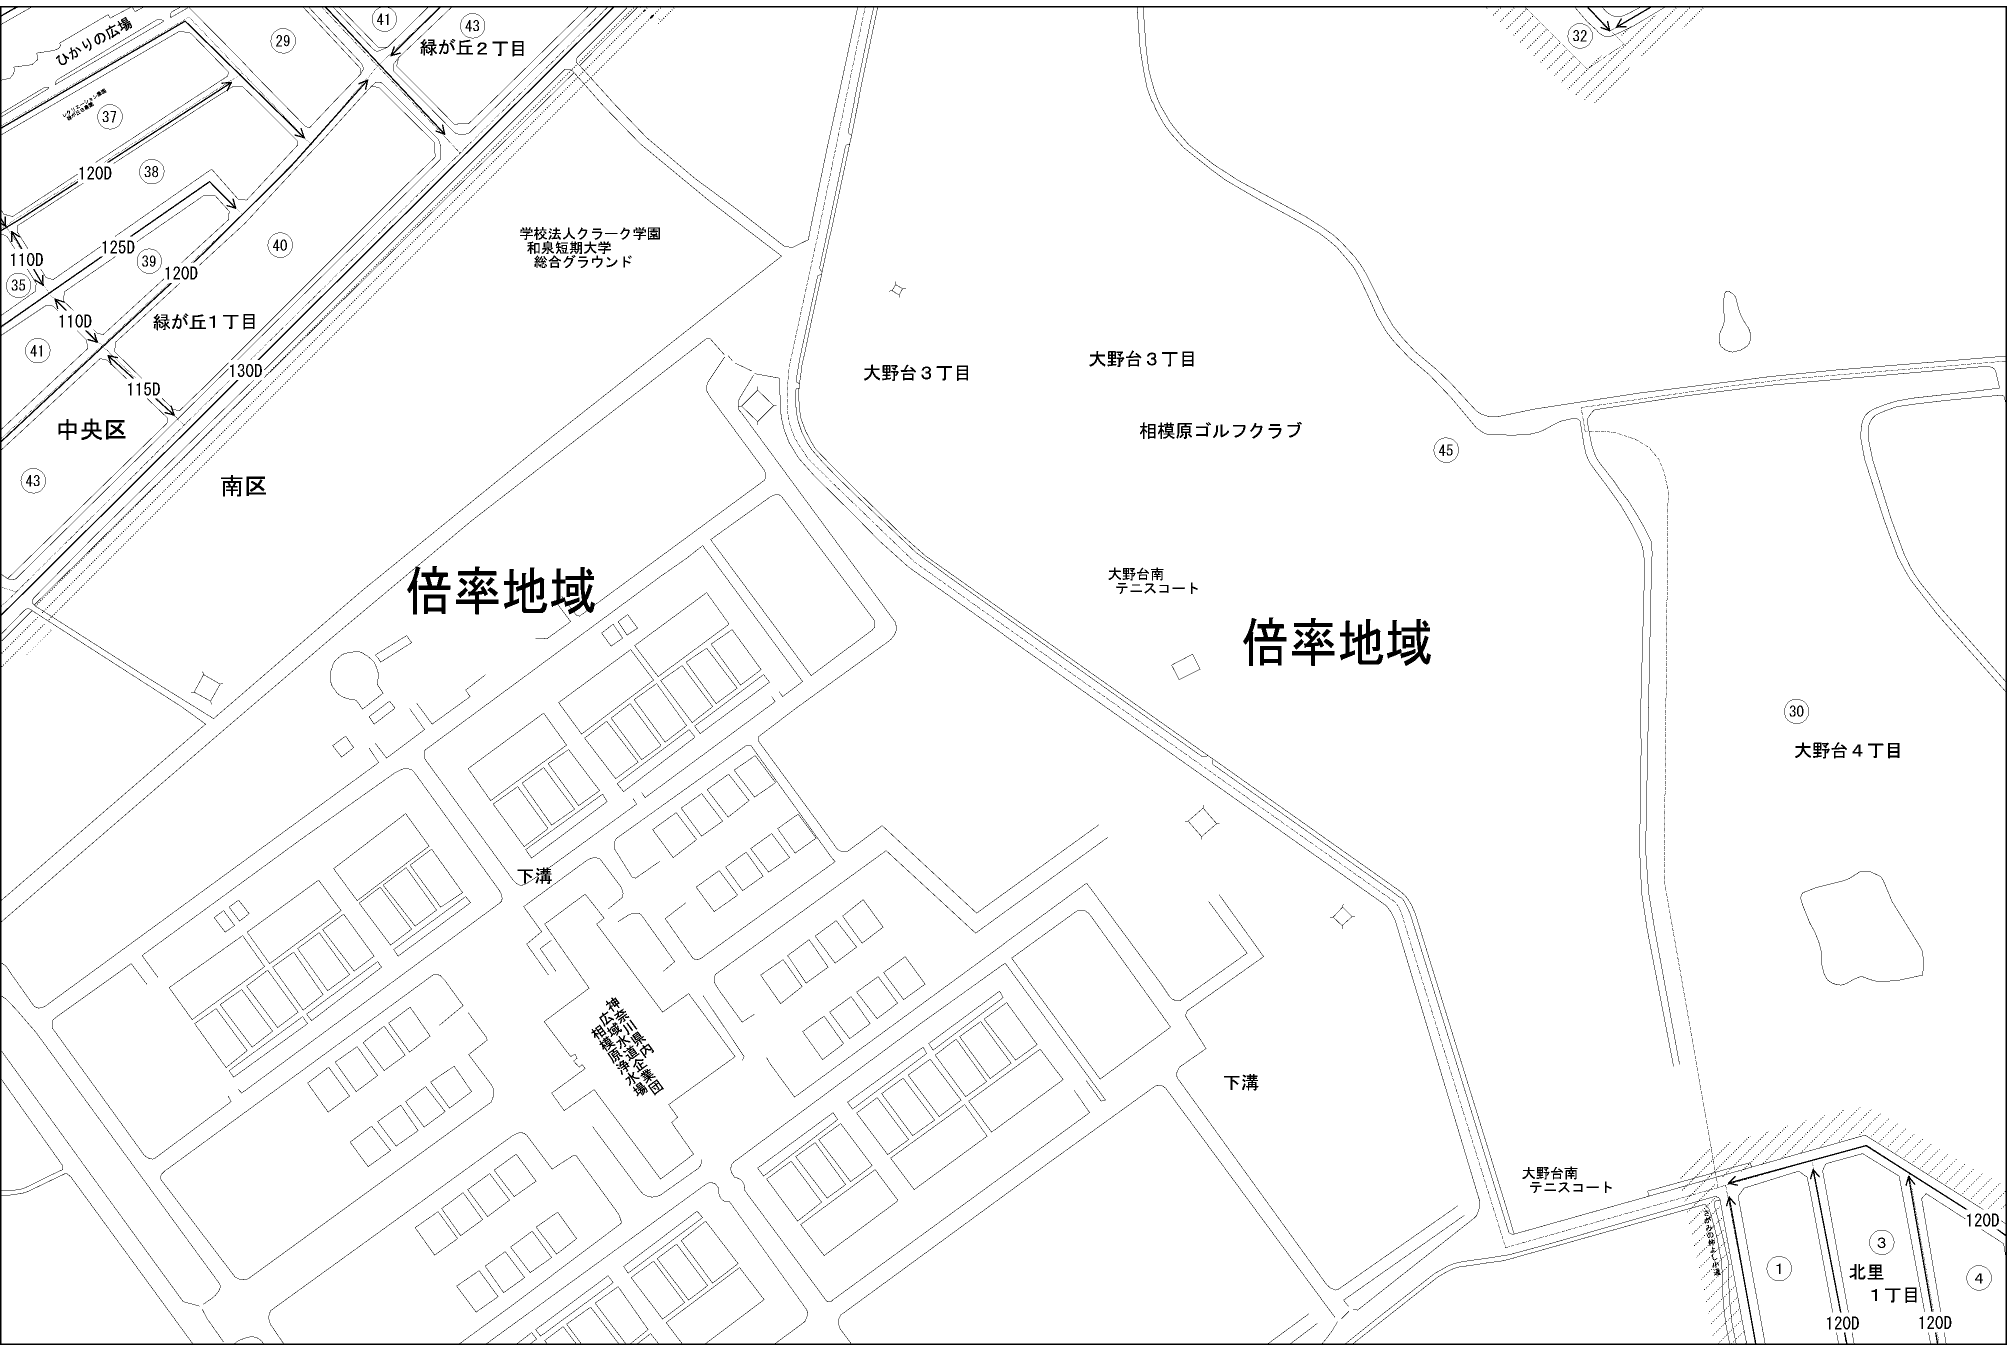 ひかりの広場
29
41
43
緑が丘２丁目
32
37
38
120D
学校法人クラーク学園
和泉短期大学
総合グラウンド
125D
40
110D
39
120D
35
110D
緑が丘１丁目
41
大野台３丁目
大野台３丁目
130D
115D
中央区
相模原ゴルフクラブ
45
43
南区
倍率地域
大野台南
テニスコート
倍率地域
30
大野台４丁目
下溝
神奈川県内
広域水道企業団
相模原浄水場
下溝
大野台南
テニスコート
120D
3
1
北里
１丁目
4
120D
120D